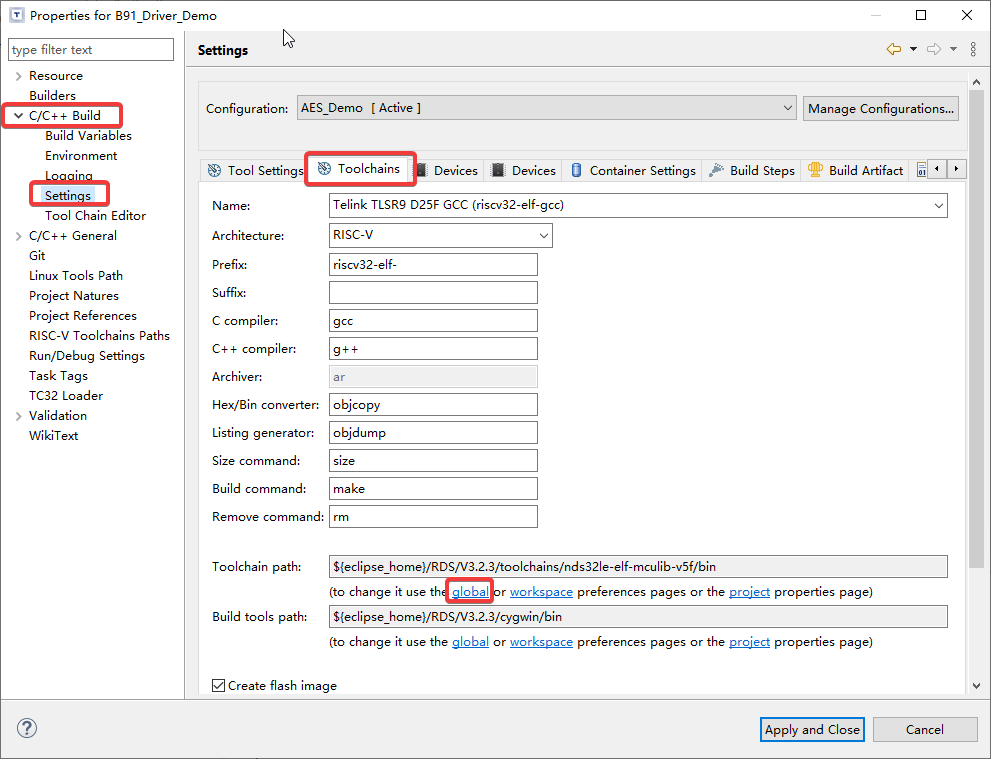 Properties for B91_Driver_Demo
type filter text
Resource
Builders
C/C++ Build
Build Variables
Environment
Logging
Settings
Tool Chain Editor
C/C++ General
Git
Linux Tools Path
Project Natures
Project References
RISC-V Toolchains Paths
Run/Debug Settings
Task Tags
TC32 Loader
Validation
WikiText
Settings
Configuration: AES_Demo [ Active ] Manage Configurations...
Tool Settings Toolchains Devices Devices Container Settings Build Steps Build Artifact
Name: Telink TLSR9 D25F GCC (riscv32-elf-gcc)
Architecture: RISC-V
Prefix: riscv32-elf-
Suffix:
C compiler: gcc
C++ compiler: g++
Archiver: ar
Hex/Bin converter: objcopy
Listing generator: objdump
Size command: size
Build command: make
Remove command: rm
Toolchain path: ${eclipse_home}/RDS/V3.2.3/toolchains/nds32le-elf-mculib-v5f/bin
(to change it use the global or workspace preferences pages or the project properties page)
Build tools path: ${eclipse_home}/RDS/V3.2.3/cygwin/bin
(to change it use the global or workspace preferences pages or the project properties page)
Create flash image
Apply and Close Cancel